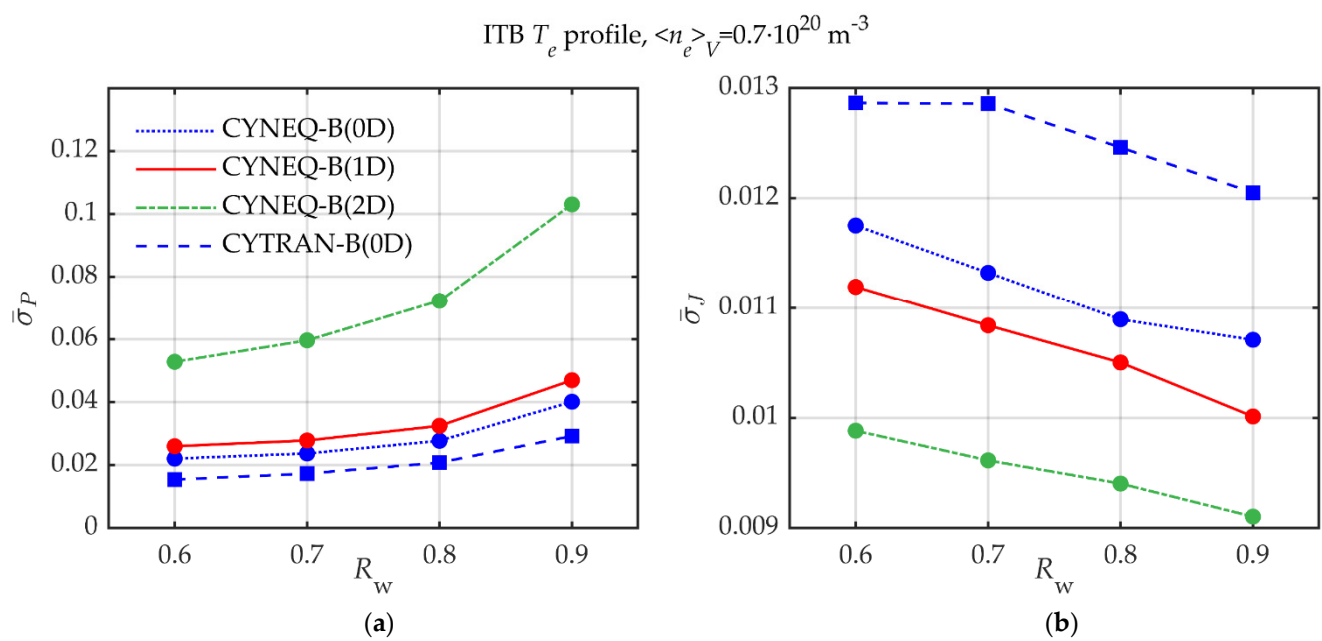 ITB Tₑ profile, <nₑ>V=0.7·10²⁰ m⁻³
0.12
0.1
0.08
0.06
0.04
0.02
0
σ̄P
CYNEQ-B(0D)
CYNEQ-B(1D)
CYNEQ-B(2D)
CYTRAN-B(0D)
0.6 0.7 0.8 0.9
Rw
(a)
0.013
0.012
0.011
0.01
0.009
σ̄J
0.6 0.7 0.8 0.9
Rw
(b)